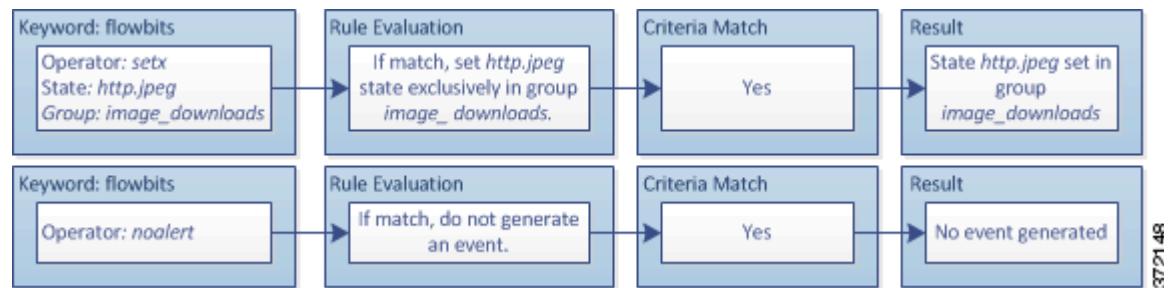 Keyword: flowbits
Operator: setx
State: http.jpeg
Group: image_downloads
Rule Evaluation
If match, set http.jpeg
state exclusively in group
image_ downloads.
Criteria Match
Yes
Result
State http.jpeg set in
group
image_downloads
Keyword: flowbits
Operator: noalert
Rule Evaluation
If match, do not generate
an event.
Criteria Match
Yes
Result
No event generated
372148